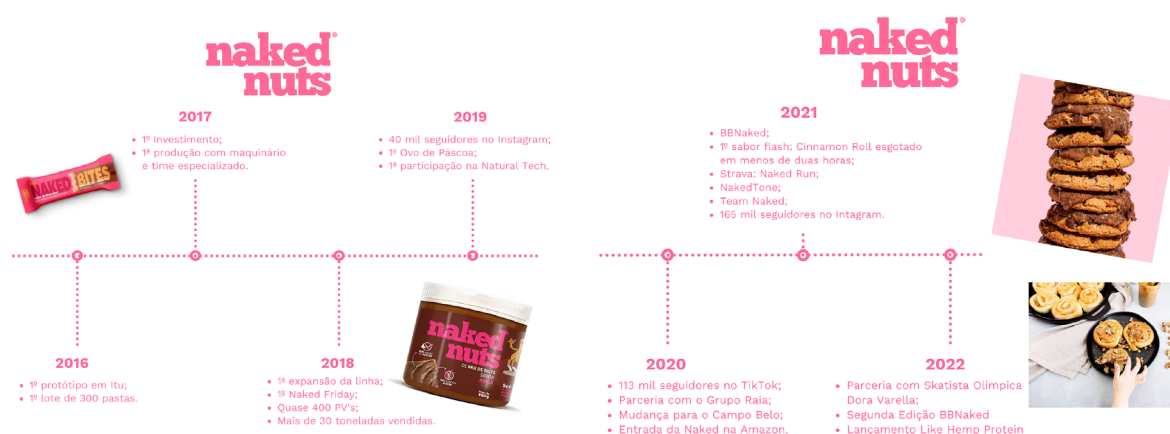 naked
nuts
2017
• 1º Investimento;
• 1ª produção com maquinário
e time especializado.
2019
• 40 mil seguidores no Instagram;
• 1º Ovo de Páscoa;
• 1ª participação na Natural Tech.
NAKED BITES
2016
• 1º protótipo em Itu;
• 1º lote de 300 pastas.
2018
• 1ª expansão da linha;
• 1ª Naked Friday;
• Quase 400 PV's;
• Mais de 30 toneladas vendidas.
naked
nuts
naked
nuts
2021
• BBNaked;
• 1º sabor flash: Cinnamon Roll esgotado
em menos de duas horas;
• Strava: Naked Run;
• NakedTone;
• Team Naked;
• 165 mil seguidores no Intagram.
2020
• 113 mil seguidores no TikTok;
• Parceria com o Grupo Raia;
• Mudança para o Campo Belo;
• Entrada da Naked na Amazon.
2022
• Parceria com Skatista Olímpica
Dora Varella;
• Segunda Edição BBNaked
• Lançamento Like Hemp Protein